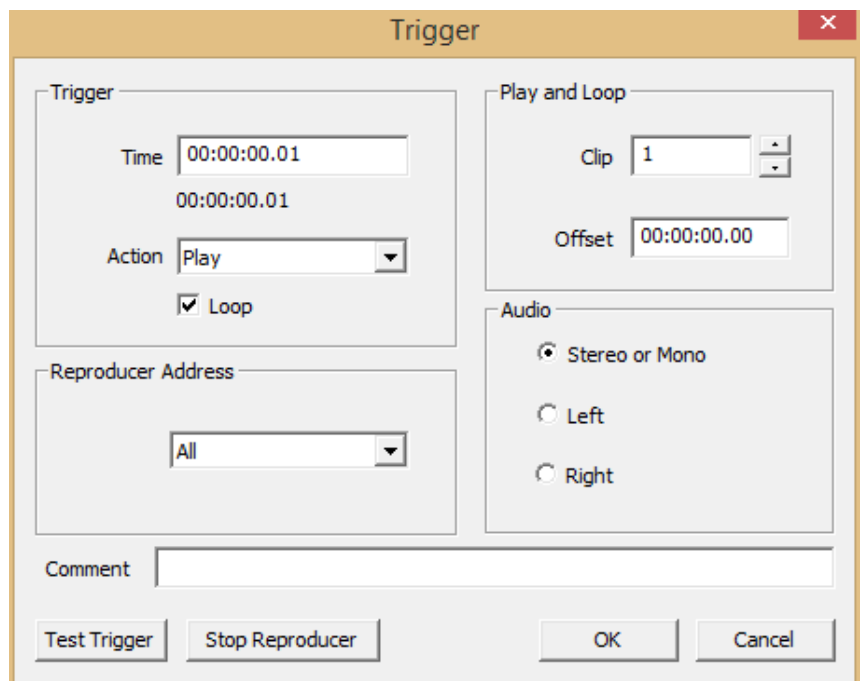 Trigger
Trigger
Time 00:00:00.01
00:00:00.01
Action Play
Loop
Reproducer Address
All
Play and Loop
Clip 1
Offset 00:00:00.00
Audio
Stereo or Mono
Left
Right
Comment
Test Trigger Stop Reproducer OK Cancel